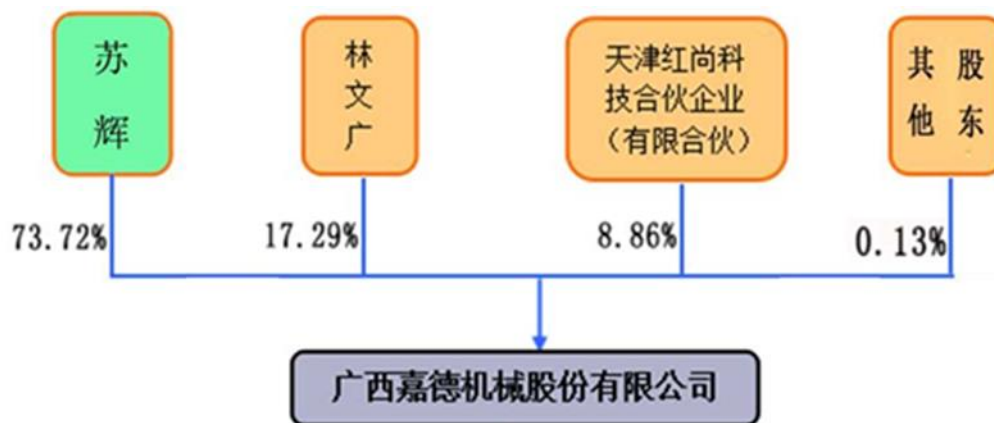 苏辉
林文广
天津红尚科
技合伙企业
（有限合伙）
其他股东
73.72%
17.29%
8.86%
0.13%
广西嘉德机械股份有限公司